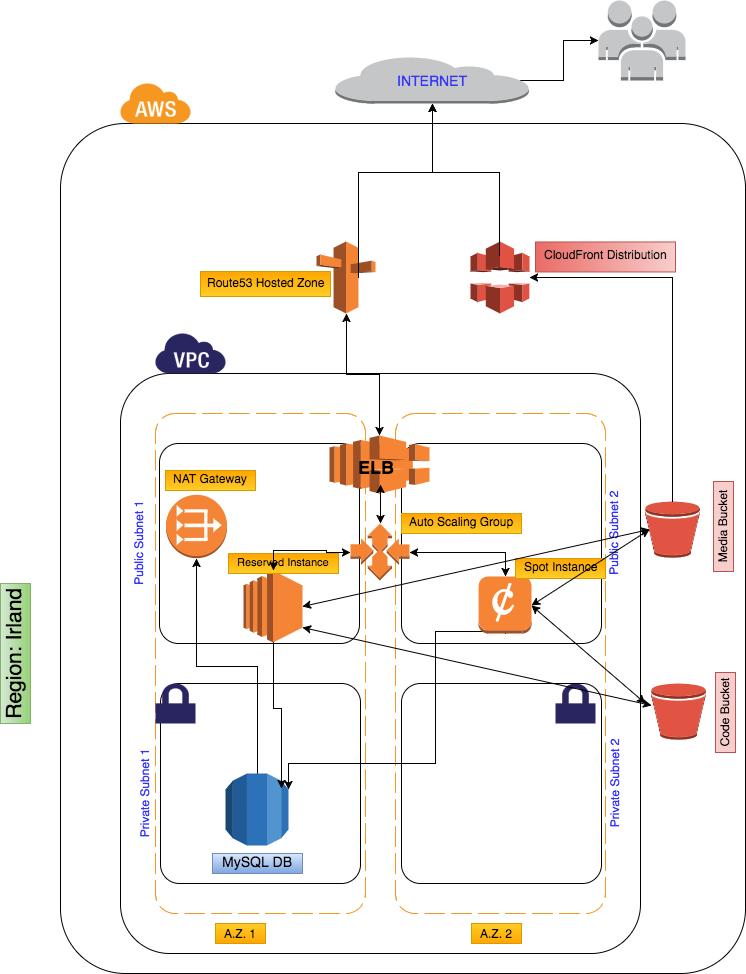 INTERNET
AWS
CloudFront Distribution
Route53 Hosted Zone
VPC
ELB
NAT Gateway
Public Subnet 1
Auto Scaling Group
Public Subnet 2
Media Bucket
Reserved Instance
Spot Instance
¢
Region: Irland
Code Bucket
Private Subnet 1
Private Subnet 2
MySQL DB
A.Z. 1
A.Z. 2